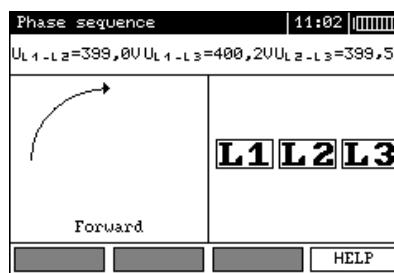 Phase sequence 11:02
UL1-L2=399,0V UL1-L3=400,2V UL2-L3=399,5
L1 L2 L3
Forward
HELP